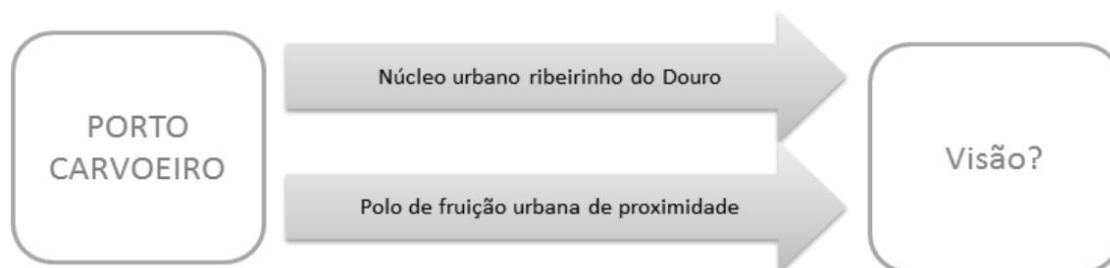 PORTO
CARVOEIRO
Núcleo urbano ribeirinho do Douro
Polo de fruição urbana de proximidade
Visão?